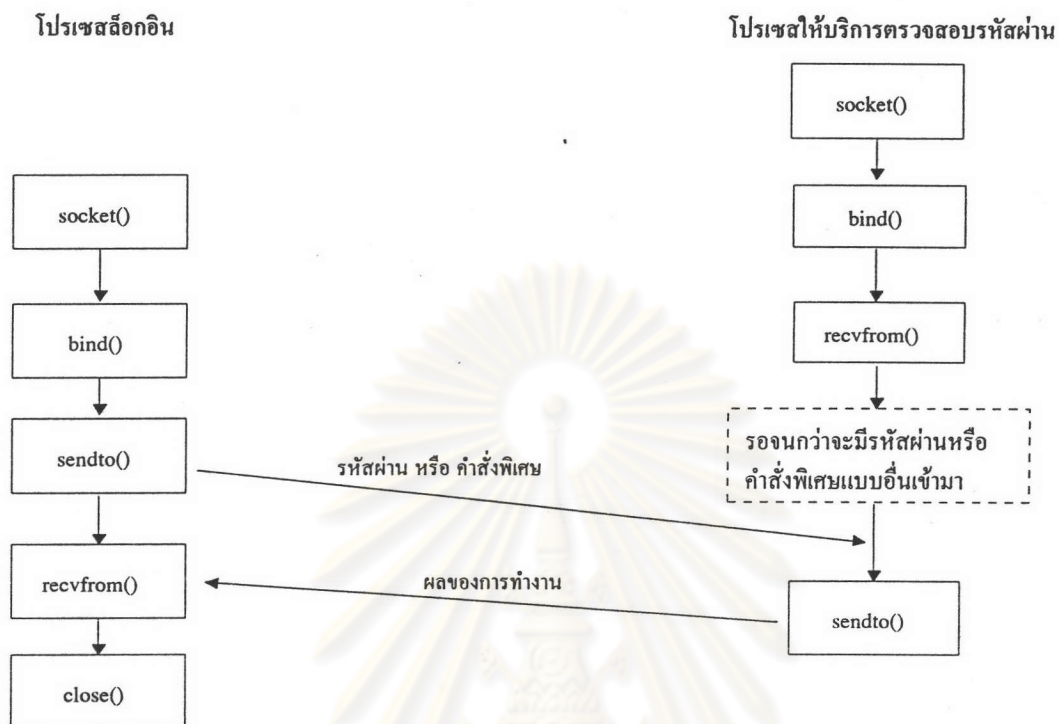 โปรเซสล็อกอิน
socket()
bind()
sendto()
recvfrom()
close()
รหัสผ่าน หรือ คำสั่งพิเศษ
ผลของการทำงาน
โปรเซสให้บริการตรวจสอบรหัสผ่าน
socket()
bind()
recvfrom()
รอจนกว่าจะมีรหัสผ่านหรือ
คำสั่งพิเศษแบบอื่นเข้ามา
sendto()